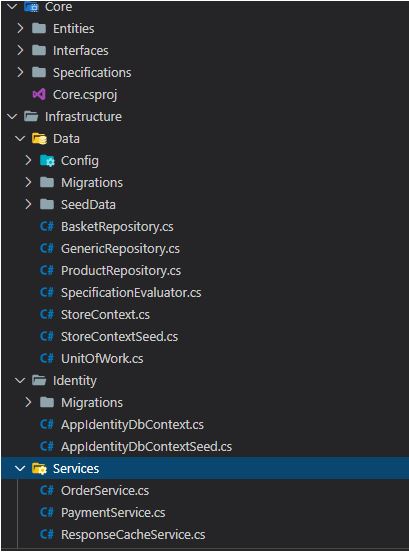 Core
Entities
Interfaces
Specifications
Core.csproj
Infrastructure
Data
Config
Migrations
SeedData
C# BasketRepository.cs
C# GenericRepository.cs
C# ProductRepository.cs
C# SpecificationEvaluator.cs
C# StoreContext.cs
C# StoreContextSeed.cs
C# UnitOfWork.cs
Identity
Migrations
C# AppIdentityDbContext.cs
C# AppIdentityDbContextSeed.cs
Services
C# OrderService.cs
C# PaymentService.cs
C# ResponseCacheService.cs